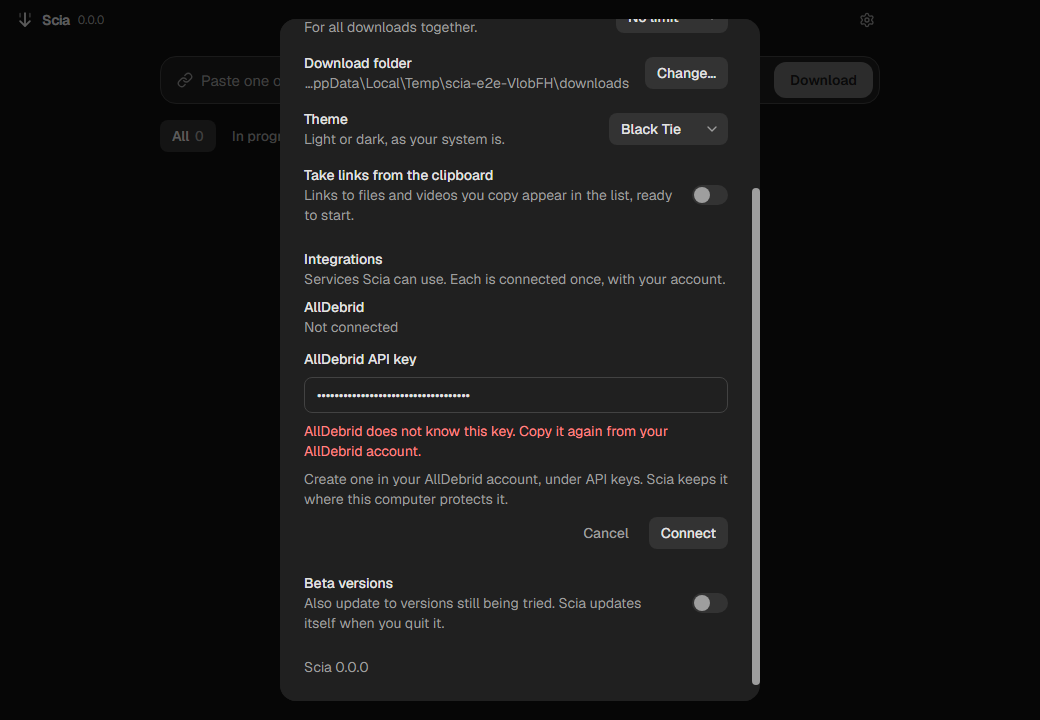 Scia 0.0.0
For all downloads together.
No limit
Paste one o
Download
Download folder
...ppData\Local\Temp\scia-e2e-VlobFH\downloads
Change...
All 0
In progr
Theme
Light or dark, as your system is.
Black Tie
Take links from the clipboard
Links to files and videos you copy appear in the list, ready
to start.
Integrations
Services Scia can use. Each is connected once, with your account.
AllDebrid
Not connected
AllDebrid API key
AllDebrid does not know this key. Copy it again from your
AllDebrid account.
Create one in your AllDebrid account, under API keys. Scia keeps it
where this computer protects it.
Cancel
Connect
Beta versions
Also update to versions still being tried. Scia updates
itself when you quit it.
Scia 0.0.0